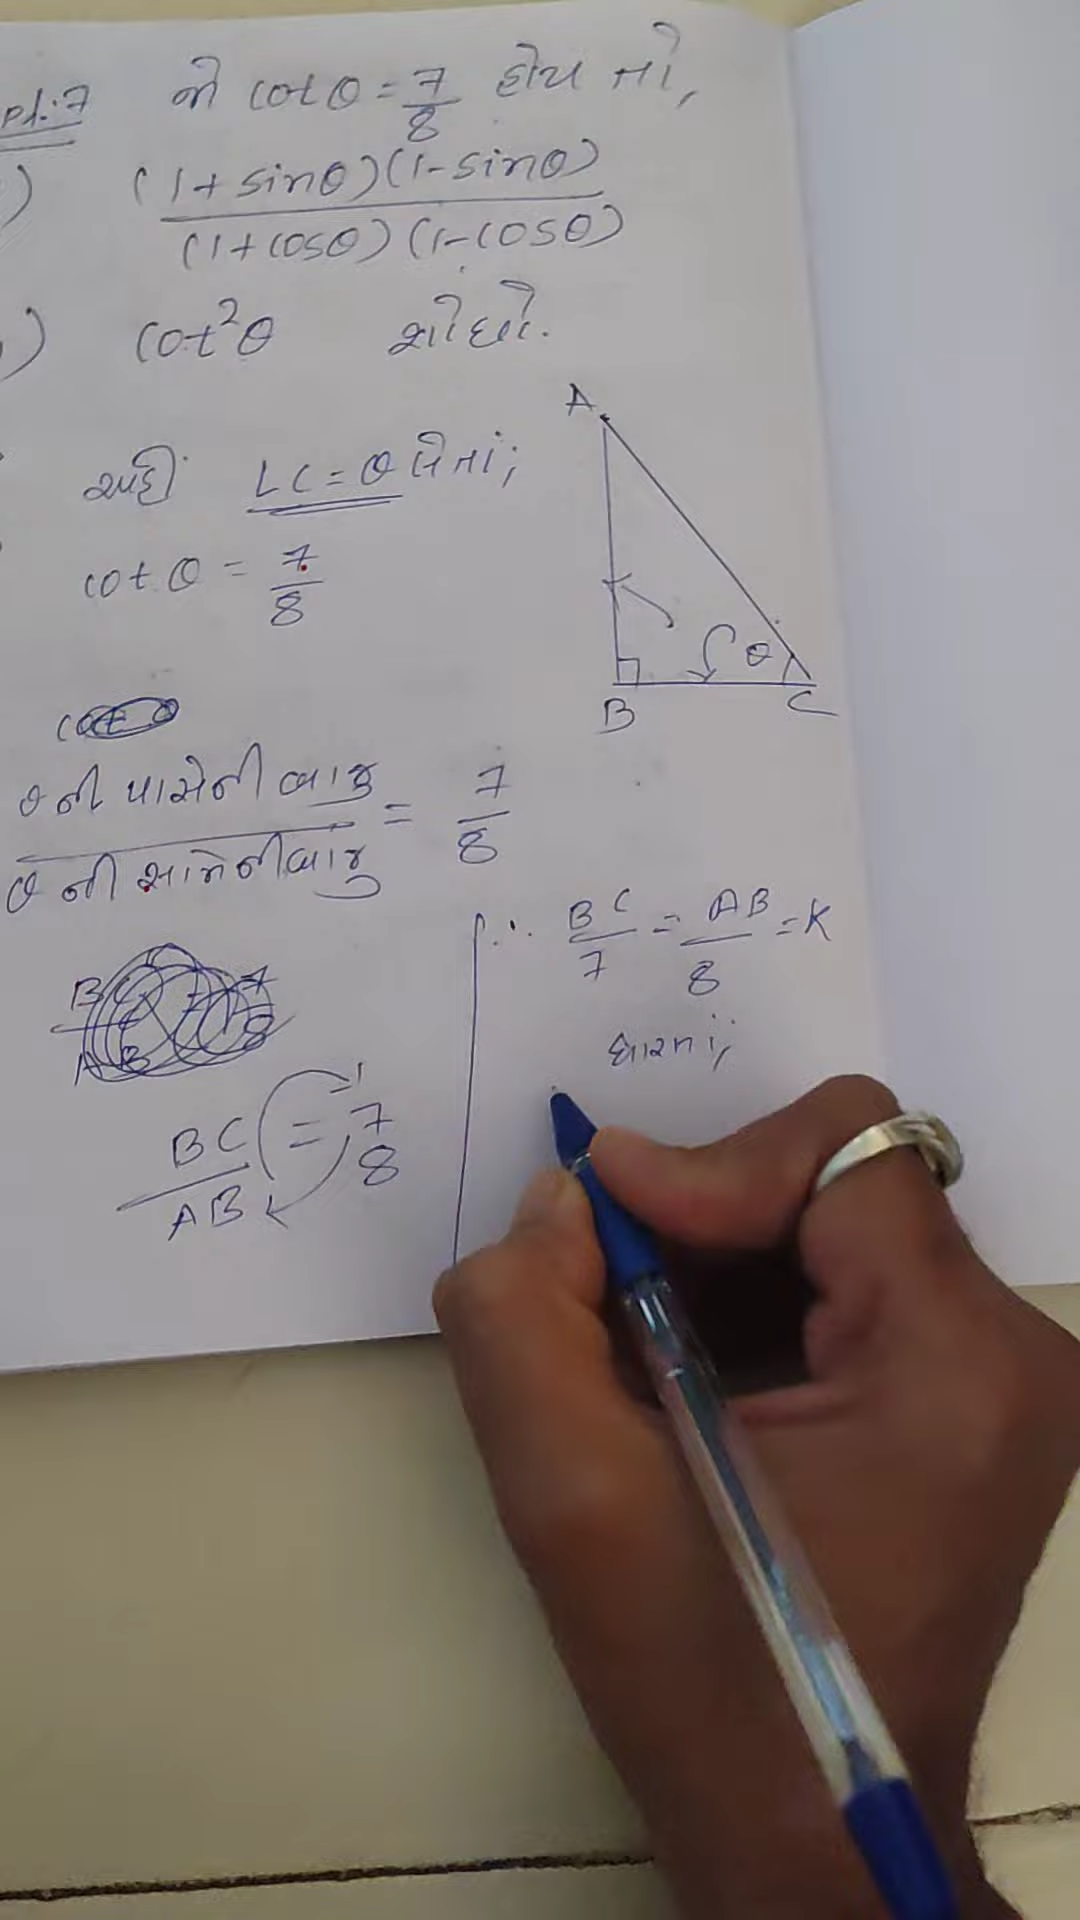 જો cotθ = 7/8 હોય તો,
(1+sinθ)(1-sinθ)
(1+cosθ)(1-cosθ)
cot²θ શોધો.
A
અહીં ∠C = θ લેતાં;
cot θ = 7/8
θ
B C
θ ની પાસેની બાજુ = 7
θ ની સામેની બાજુ 8
BC/AB = 7/8
∴ BC/7 = AB/8 = K
ધારતાં;